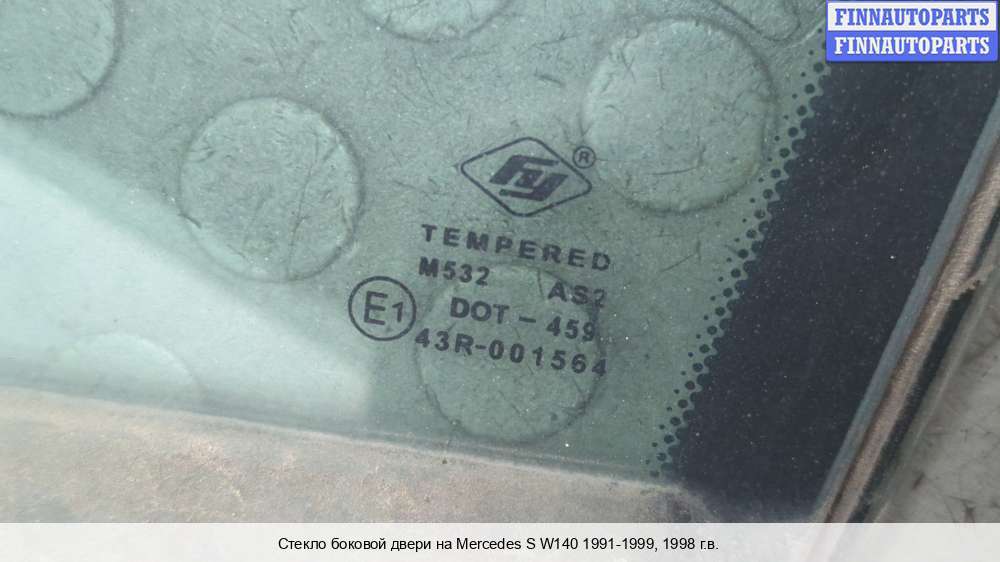 FINNAUTOPARTS
FINNAUTOPARTS
FY ®
TEMPERED
M532 AS2
E1 DOT - 459
43R-001564
Стекло боковой двери на Mercedes S W140 1991-1999, 1998 г.в.